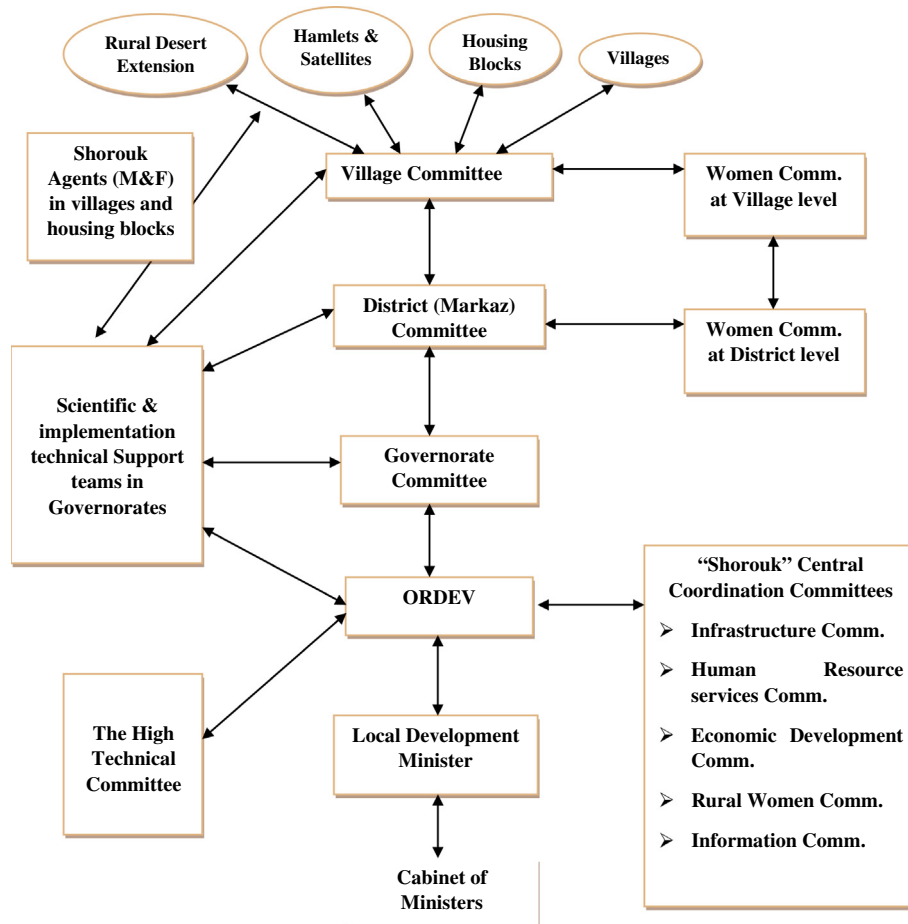 Rural Desert
Extension
Hamlets &
Satellites
Housing
Blocks
Villages
Shorouk
Agents (M&F)
in villages and
housing blocks
Village Committee
Women Comm.
at Village level
District (Markaz)
Committee
Women Comm.
at District level
Scientific &
implementation
technical Support
teams in
Governorates
Governorate
Committee
ORDEV
“Shorouk” Central
Coordination Committees
➢ Infrastructure Comm.
➢ Human Resource
services Comm.
➢ Economic Development
Comm.
➢ Rural Women Comm.
➢ Information Comm.
The High
Technical
Committee
Local Development
Minister
Cabinet of
Ministers